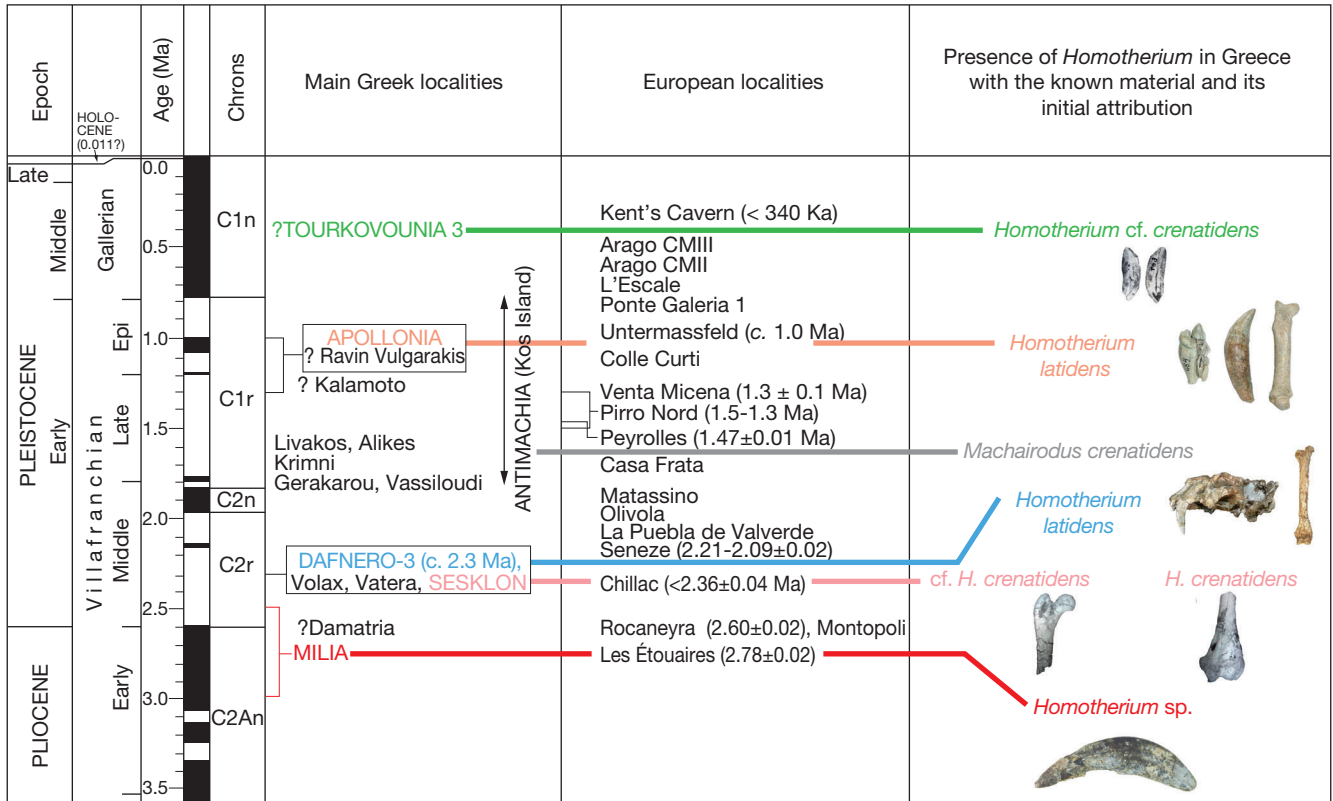 Epoch
HOLO-
CENE
(0.011?)
Age (Ma)
Chrons
Main Greek localities
European localities
Presence of Homotherium in Greece
with the known material and its
initial attribution
PLEISTOCENE
PLIOCENE
Late
Middle
Early
Gallerian
Villafranchian
Epi
Late
Middle
Early
0.0
0.5
1.0
1.5
2.0
2.5
3.0
3.5
C1n
C1r
C2n
C2r
C2An
?TOURKOVOUNIA 3
APOLLONIA
? Ravin Vulgarakis
? Kalamoto
Livakos, Alikes
Krimni
Gerakarou, Vassiloudi
ANTIMACHIA (Kos Island)
DAFNERO-3 (c. 2.3 Ma),
Volax, Vatera, SESKLON
?Damatria
MILIA
Kent's Cavern (< 340 Ka)
Arago CMIII
Arago CMII
L'Escale
Ponte Galeria 1
Untermassfeld (c. 1.0 Ma)
Colle Curti
Venta Micena (1.3 ± 0.1 Ma)
Pirro Nord (1.5-1.3 Ma)
Peyrolles (1.47±0.01 Ma)
Casa Frata
Matassino
Olivola
La Puebla de Valverde
Seneze (2.21-2.09±0.02)
Chillac (<2.36±0.04 Ma)
Rocaneyra (2.60±0.02), Montopoli
Les Étouaires (2.78±0.02)
Homotherium cf. crenatidens
Homotherium
latidens
Machairodus crenatidens
Homotherium
latidens
cf. H. crenatidens
H. crenatidens
Homotherium sp.